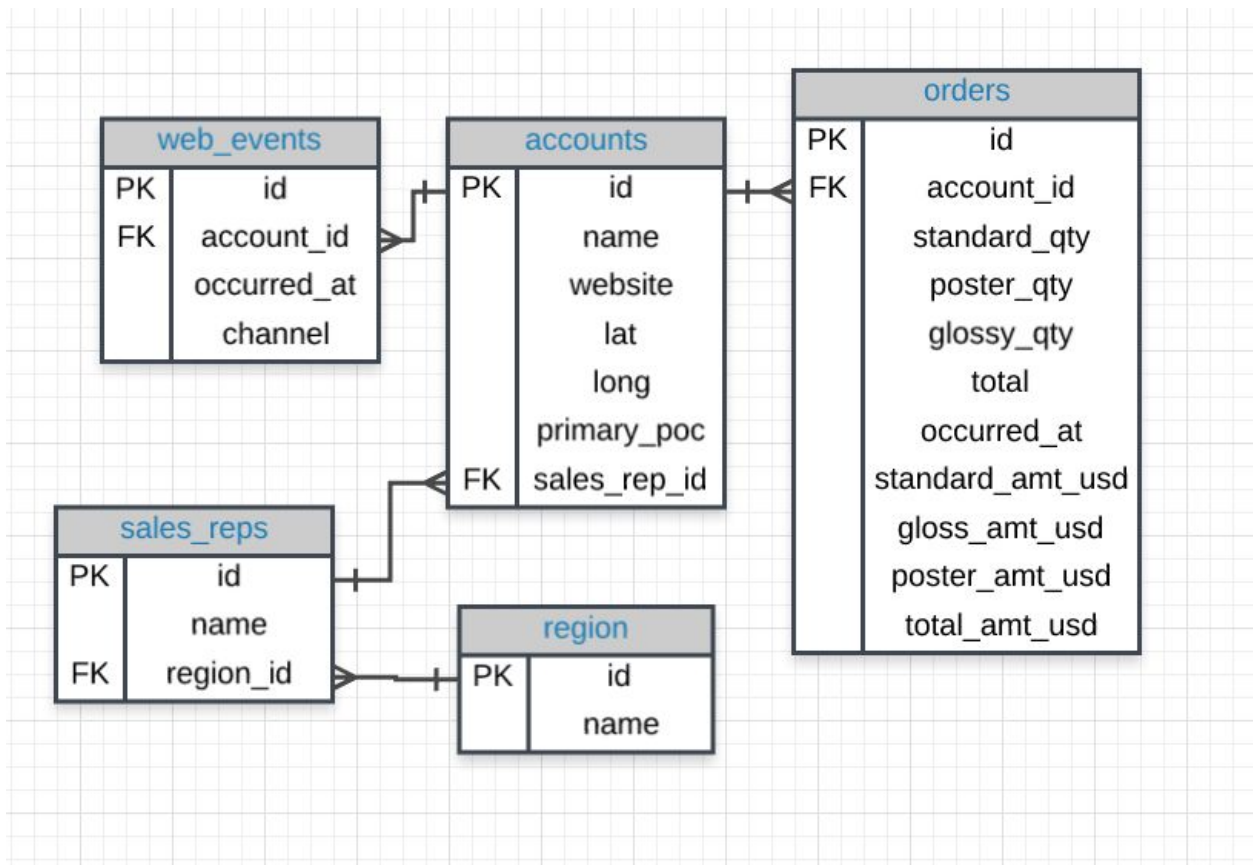 web_events
PK id
FK account_id
occurred_at
channel
accounts
PK id
name
website
lat
long
primary_poc
FK sales_rep_id
orders
PK id
FK account_id
standard_qty
poster_qty
glossy_qty
total
occurred_at
standard_amt_usd
gloss_amt_usd
poster_amt_usd
total_amt_usd
sales_reps
PK id
name
FK region_id
region
PK id
name